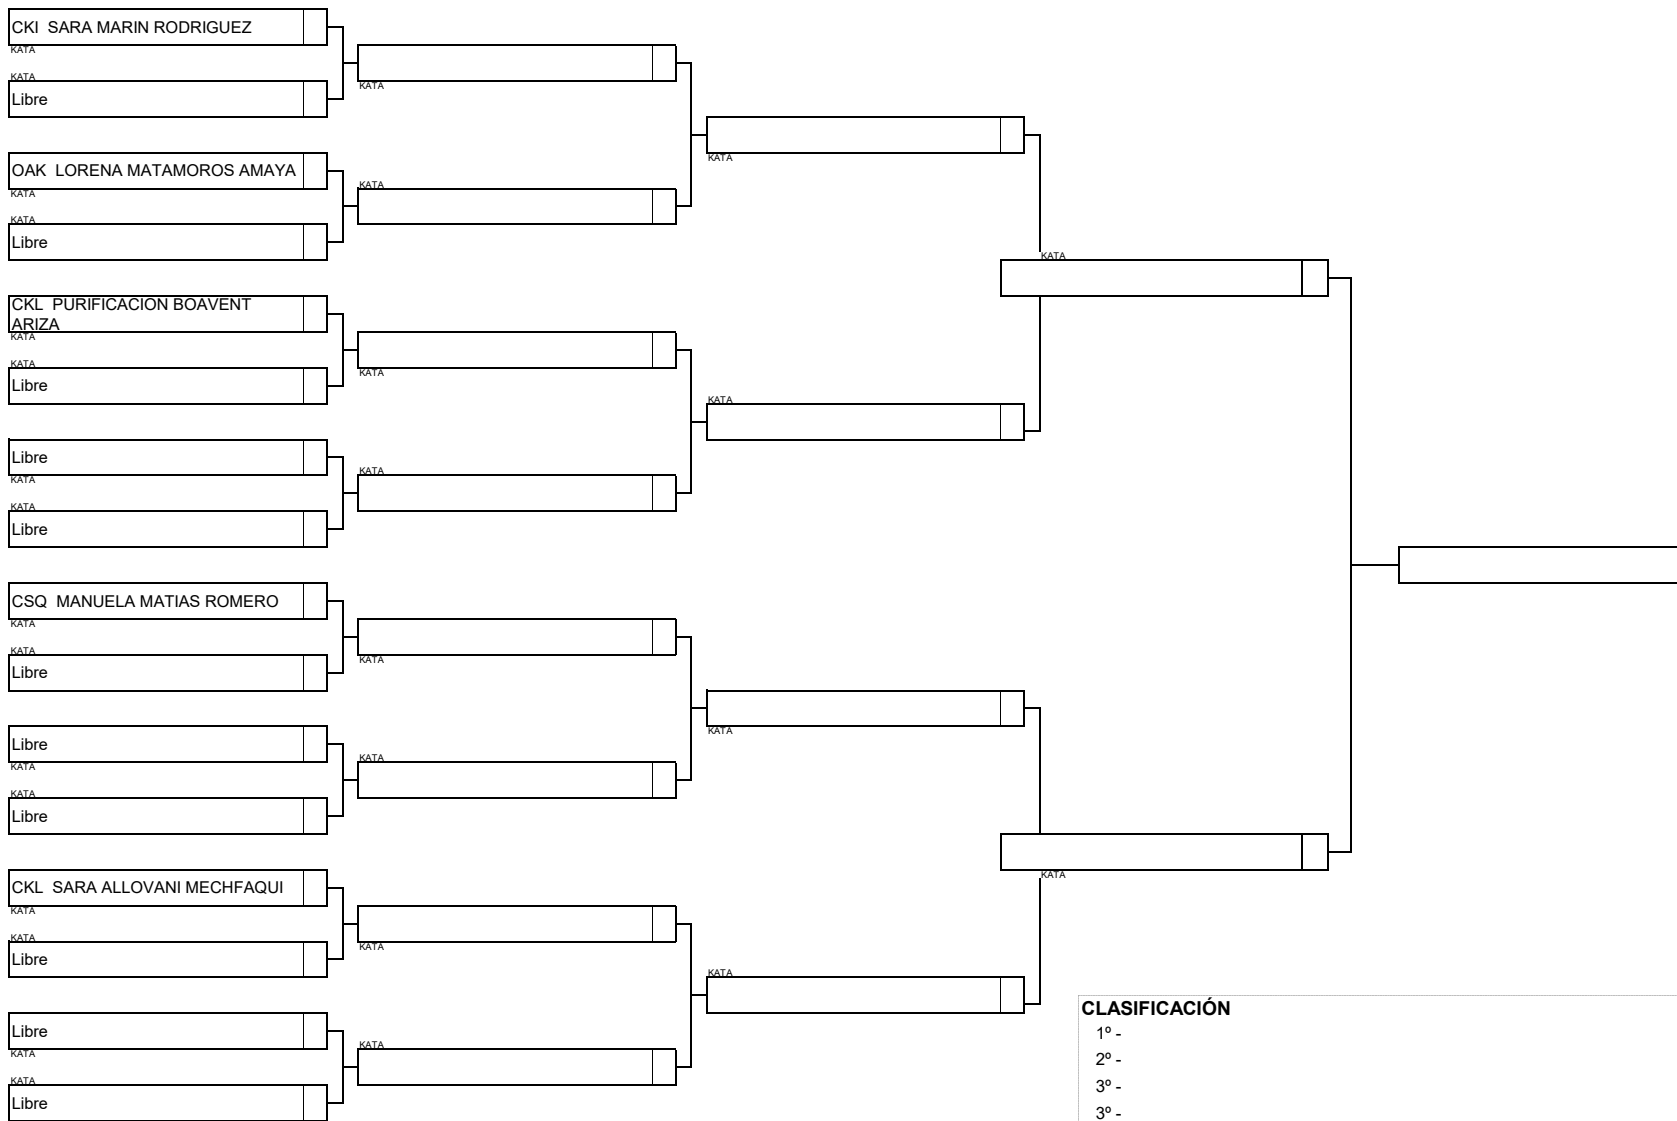 CKI  SARA MARIN RODRIGUEZ
KATA
KATA
Libre
OAK  LORENA MATAMOROS AMAYA
KATA
KATA
Libre
CKL  PURIFICACION BOAVENT
ARIZA
KATA
KATA
Libre
Libre
KATA
KATA
Libre
CSQ  MANUELA MATIAS ROMERO
KATA
KATA
Libre
Libre
KATA
KATA
Libre
CKL  SARA ALLOVANI MECHFAQUI
KATA
KATA
Libre
Libre
KATA
KATA
Libre
KATA
KATA
KATA
KATA
KATA
KATA
KATA
KATA
KATA
KATA
KATA
KATA
KATA
KATA
CLASIFICACIÓN
1º -
2º -
3º -
3º -